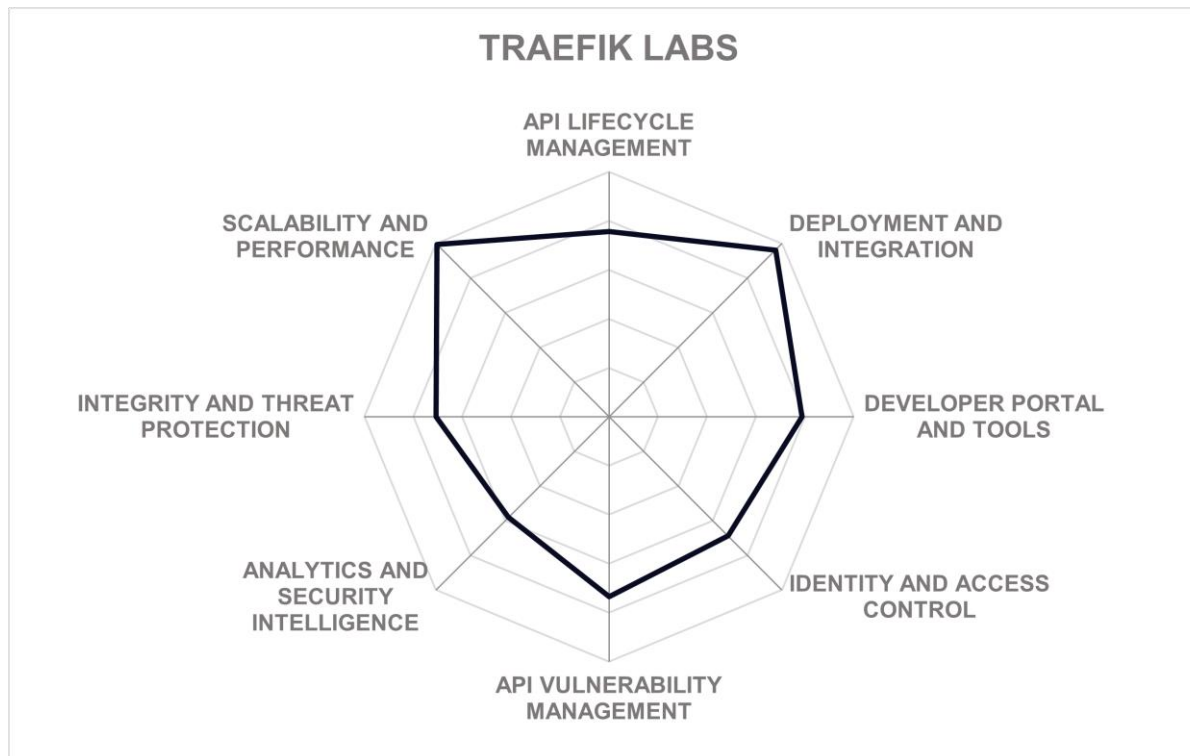 TRAEFIK LABS
API LIFECYCLE
MANAGEMENT
DEPLOYMENT AND
INTEGRATION
DEVELOPER PORTAL
AND TOOLS
IDENTITY AND ACCESS
CONTROL
API VULNERABILITY
MANAGEMENT
ANALYTICS AND
SECURITY
INTELLIGENCE
INTEGRITY AND THREAT
PROTECTION
SCALABILITY AND
PERFORMANCE